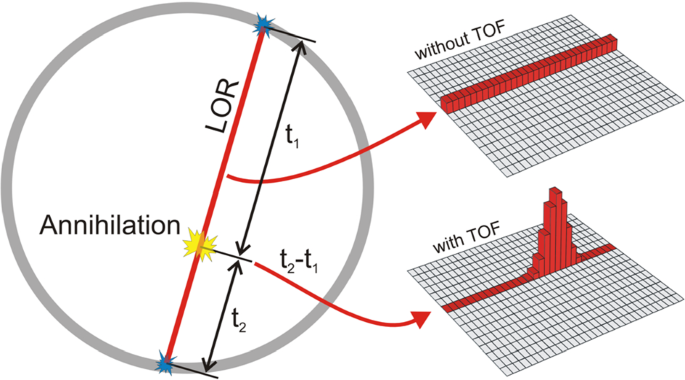 without TOF
LOR
t₁
Annihilation
with TOF
t₂-t₁
t₂